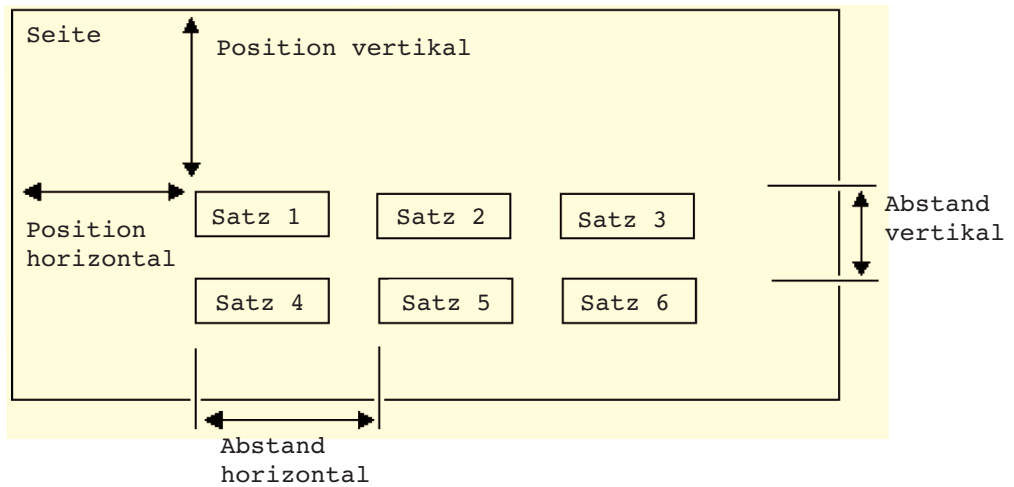 Seite
Position vertikal
Position
horizontal
Satz 1
Satz 2
Satz 3
Abstand
vertikal
Satz 4
Satz 5
Satz 6
Abstand
horizontal